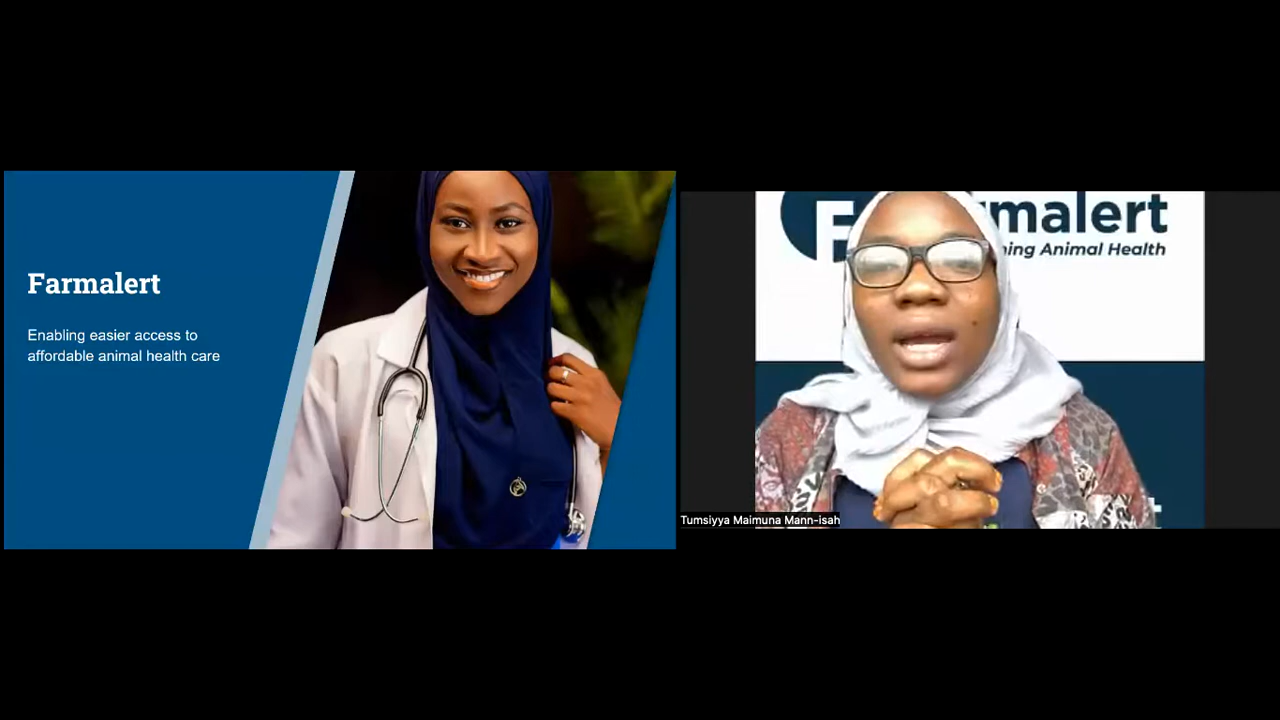 Farmalert
Enabling easier access to
affordable animal health care
malert
ning Animal Health
Tumsiyya Maimuna Mann-isah